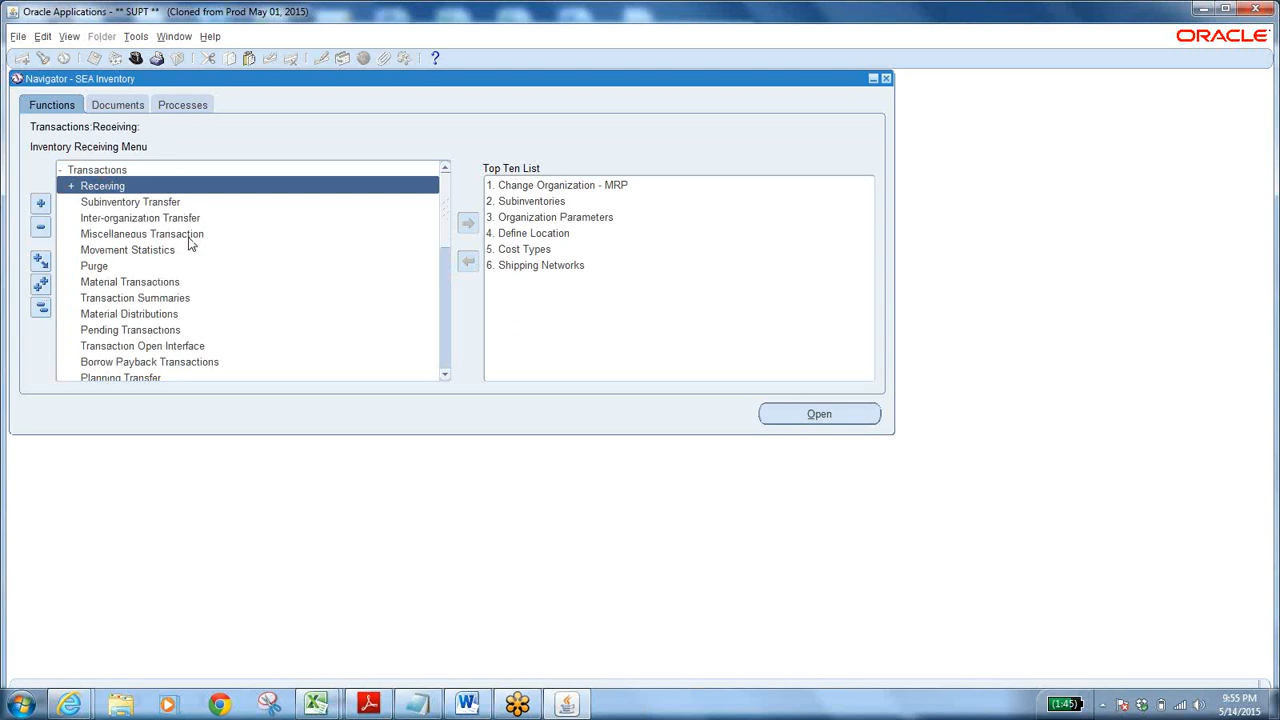 Oracle Applications - ** SUPT ** (Cloned from Prod May 01, 2015)
File Edit View Folder Tools Window Help
ORACLE
Navigator - SEA Inventory
Functions Documents Processes
Transactions:Receiving:
Inventory Receiving Menu
- Transactions
+ Receiving
Subinventory Transfer
Inter-organization Transfer
Miscellaneous Transaction
Movement Statistics
Purge
Material Transactions
Transaction Summaries
Material Distributions
Pending Transactions
Transaction Open Interface
Borrow Payback Transactions
Planning Transfer
Top Ten List
1. Change Organization - MRP
2. Subinventories
3. Organization Parameters
4. Define Location
5. Cost Types
6. Shipping Networks
Open
(1:45)
9:55 PM
5/14/2015